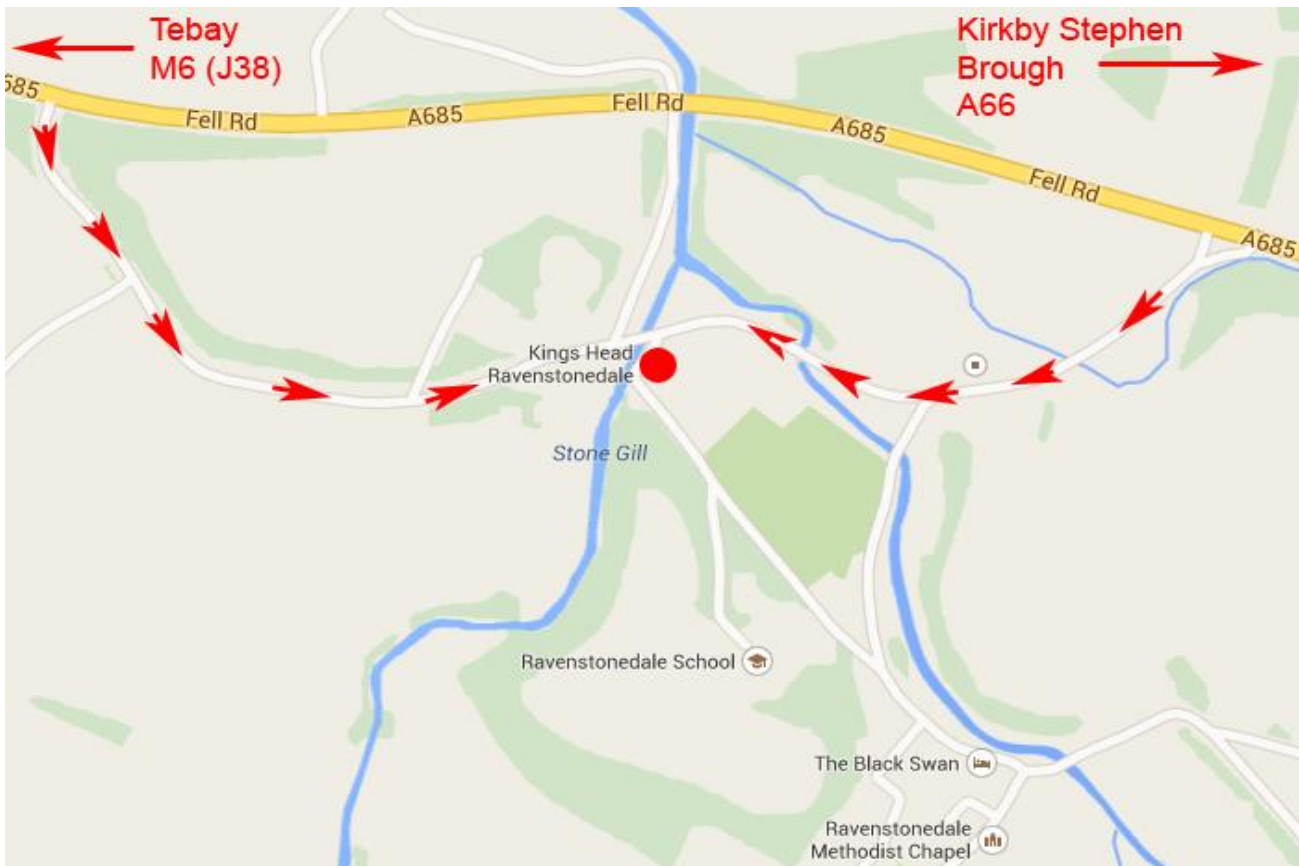 Tebay
M6 (J38)
Kirkby Stephen
Brough
A66
685
Fell Rd
A685
Fell Rd
A685
Fell Rd
A685
Kings Head
Ravenstonedale
Stone Gill
Ravenstonedale School
The Black Swan
Ravenstonedale
Methodist Chapel